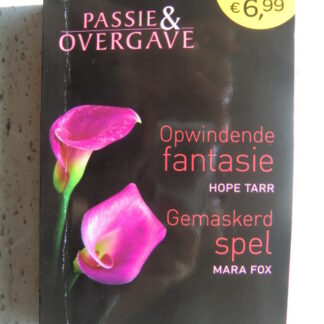 € 6,99
PASSIE &
OVERGAVE
Opwindende
fantasie
HOPE TARR
Gemaskerd
spel
MARA FOX